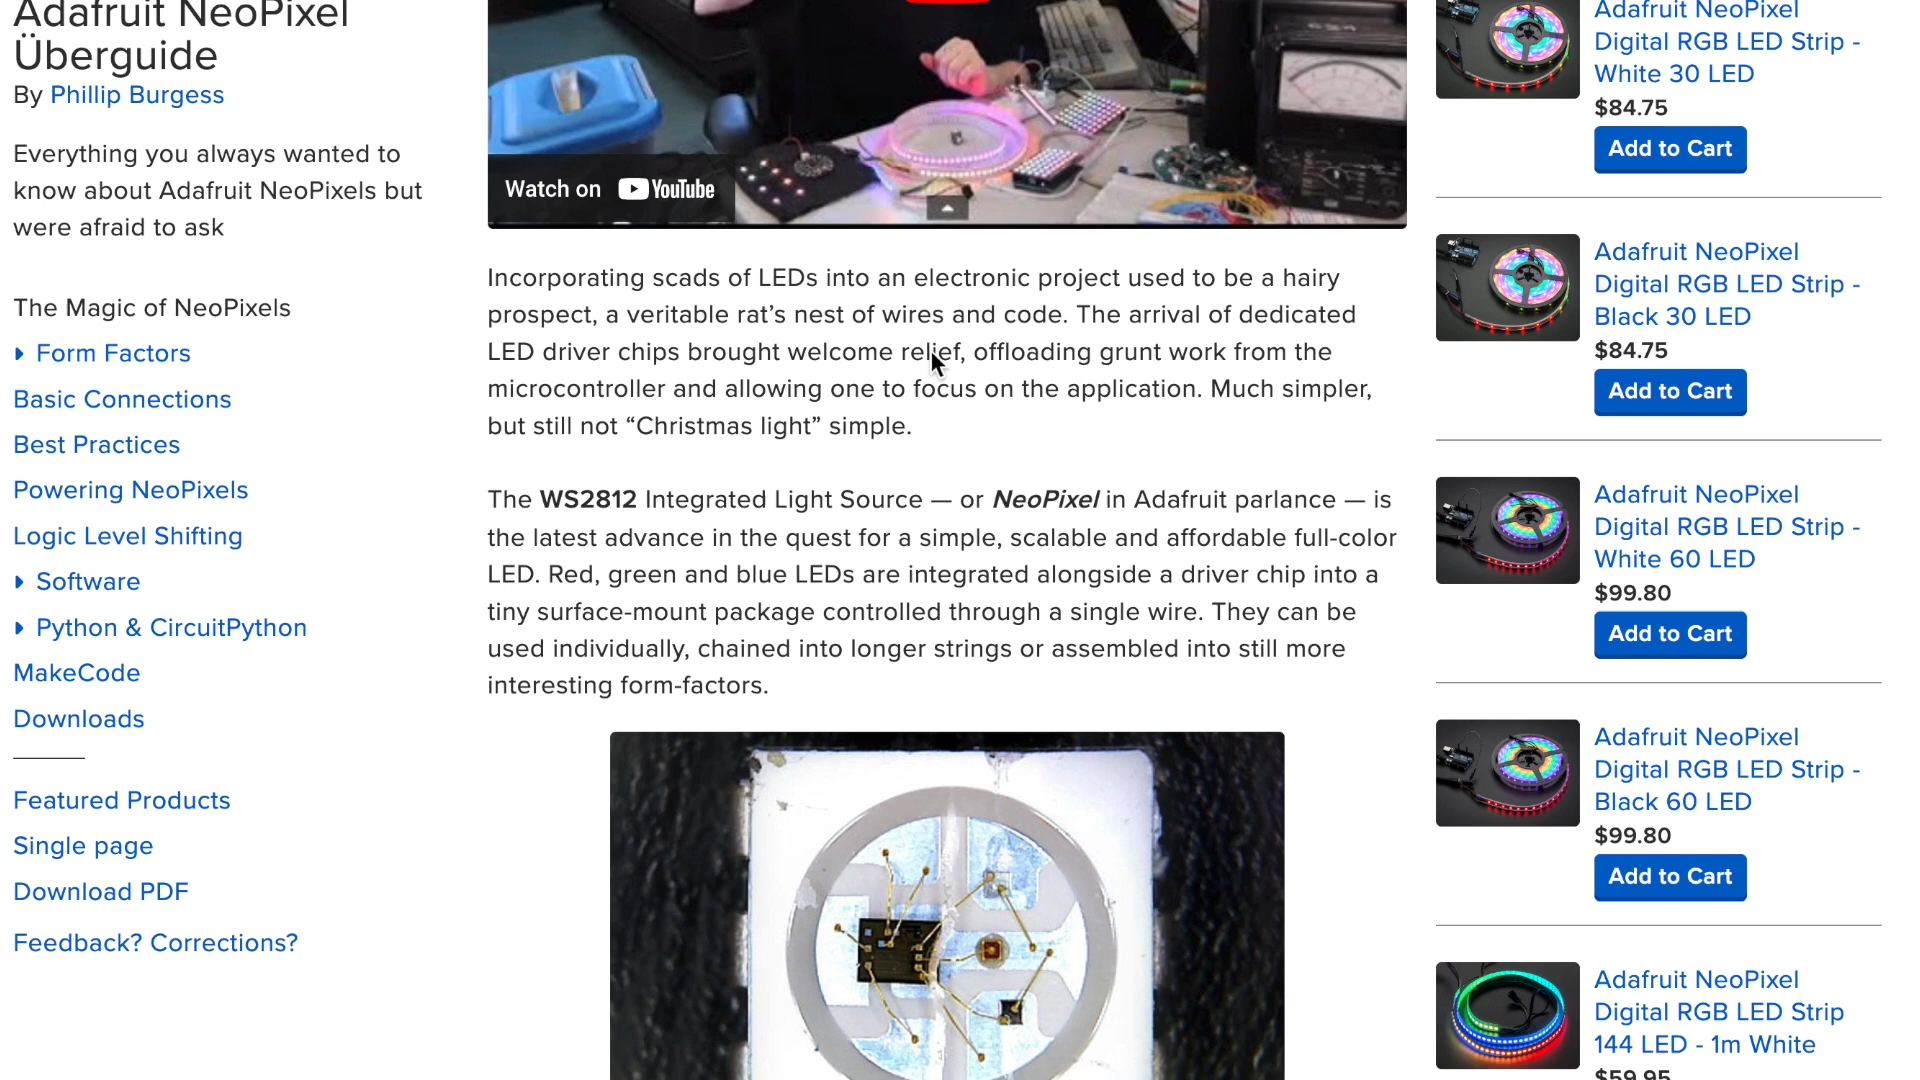 Adafruit NeoPixel
Überguide
By Phillip Burgess
Everything you always wanted to
know about Adafruit NeoPixels but
were afraid to ask
The Magic of NeoPixels
Form Factors
Basic Connections
Best Practices
Powering NeoPixels
Logic Level Shifting
Software
Python & CircuitPython
MakeCode
Downloads
Featured Products
Single page
Download PDF
Feedback? Corrections?
Watch on YouTube
Incorporating scads of LEDs into an electronic project used to be a hairy
prospect, a veritable rat’s nest of wires and code. The arrival of dedicated
LED driver chips brought welcome relief, offloading grunt work from the
microcontroller and allowing one to focus on the application. Much simpler,
but still not “Christmas light” simple.
The WS2812 Integrated Light Source — or NeoPixel in Adafruit parlance — is
the latest advance in the quest for a simple, scalable and affordable full-color
LED. Red, green and blue LEDs are integrated alongside a driver chip into a
tiny surface-mount package controlled through a single wire. They can be
used individually, chained into longer strings or assembled into still more
interesting form-factors.
Adafruit NeoPixel
Digital RGB LED Strip -
White 30 LED
$84.75
Add to Cart
Adafruit NeoPixel
Digital RGB LED Strip -
Black 30 LED
$84.75
Add to Cart
Adafruit NeoPixel
Digital RGB LED Strip -
White 60 LED
$99.80
Add to Cart
Adafruit NeoPixel
Digital RGB LED Strip -
Black 60 LED
$99.80
Add to Cart
Adafruit NeoPixel
Digital RGB LED Strip
144 LED - 1m White
$59.95